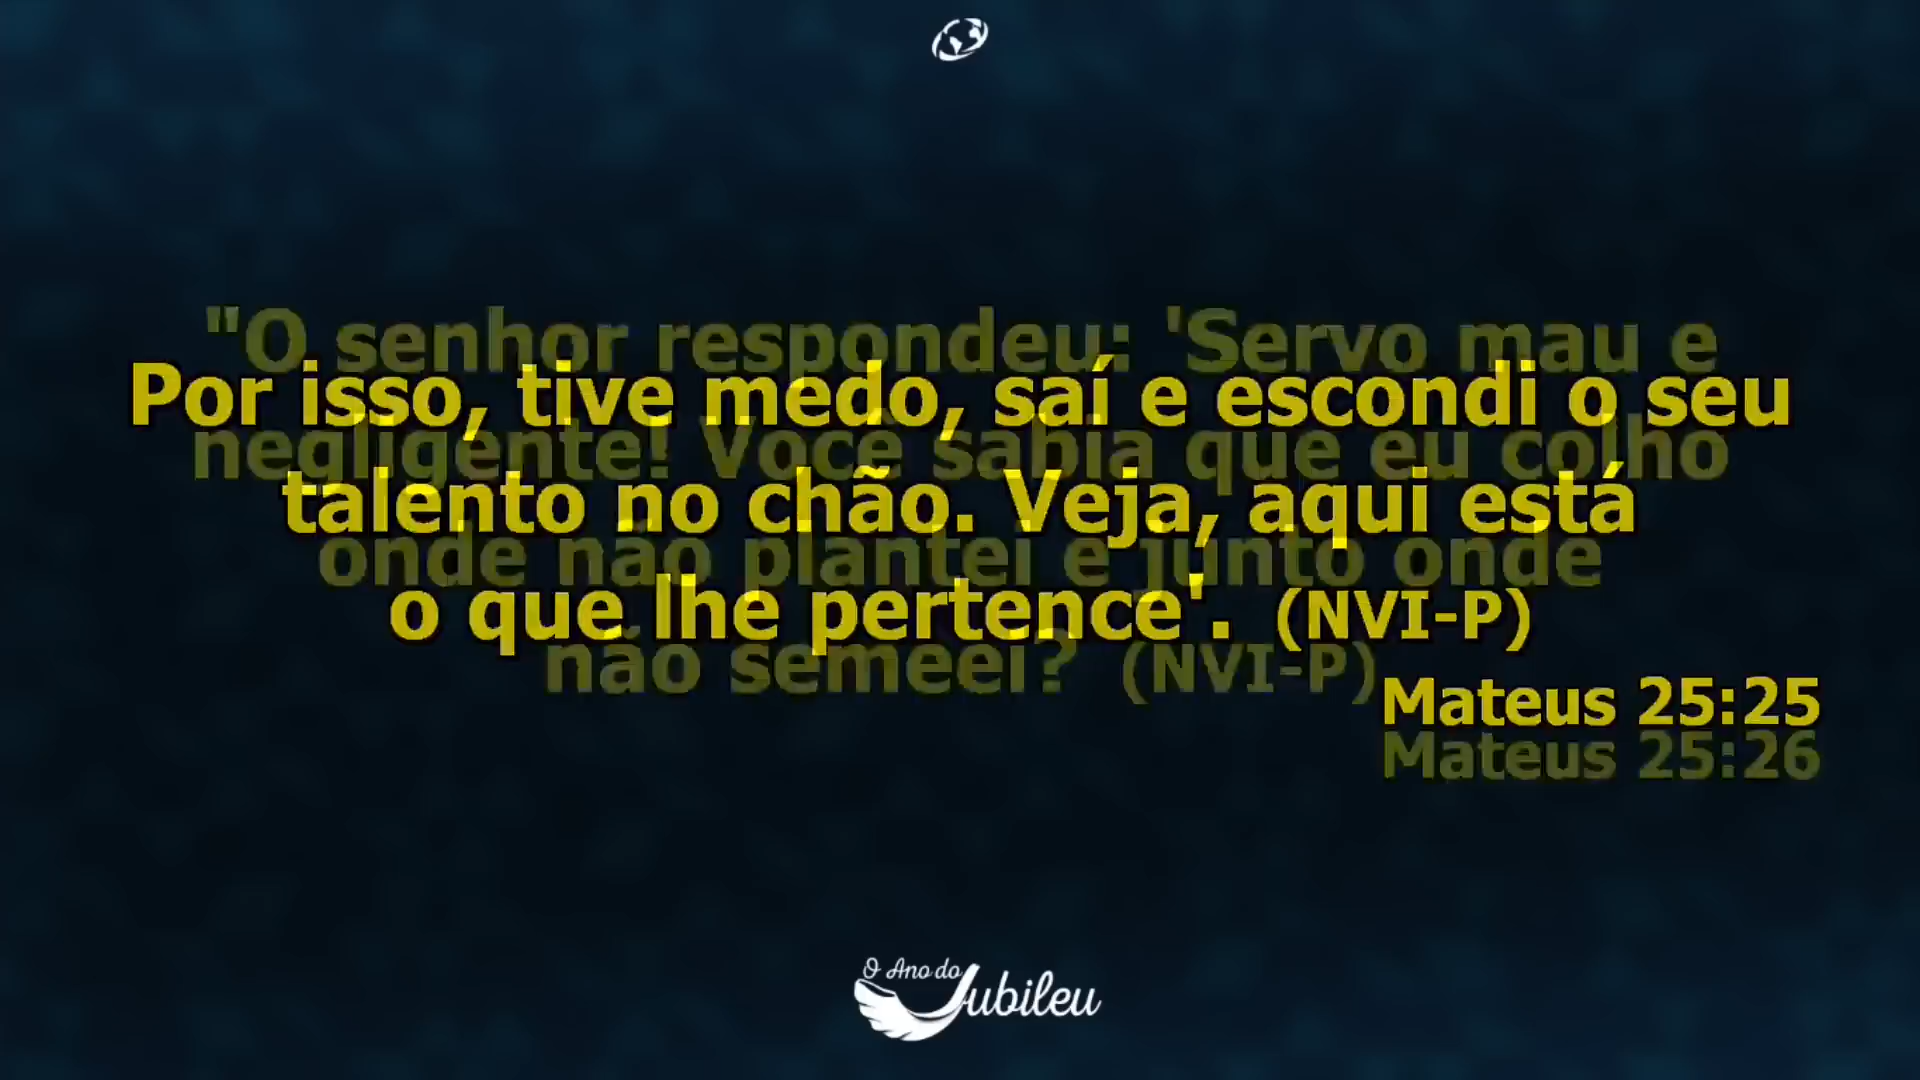 "O senhor respondeu: 'Servo mau e
negligente! Você sabia que eu colho
onde não plantei e junto onde
não semeei? (NVI-P)
Mateus 25:26
Por isso, tive medo, saí e escondi o seu
talento no chão. Veja, aqui está
o que lhe pertence'. (NVI-P)
Mateus 25:25
O Ano do
Jubileu